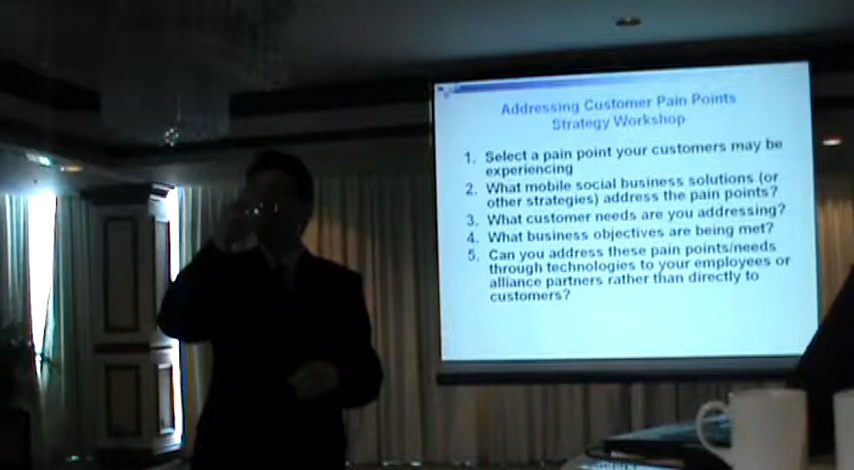 Addressing Customer Pain Points
Strategy Workshop
1. Select a pain point your customers may be
experiencing
2. What mobile social business solutions (or
other strategies) address the pain points?
3. What customer needs are you addressing?
4. What business objectives are being met?
5. Can you address these pain points/needs
through technologies to your employees or
alliance partners rather than directly to
customers?